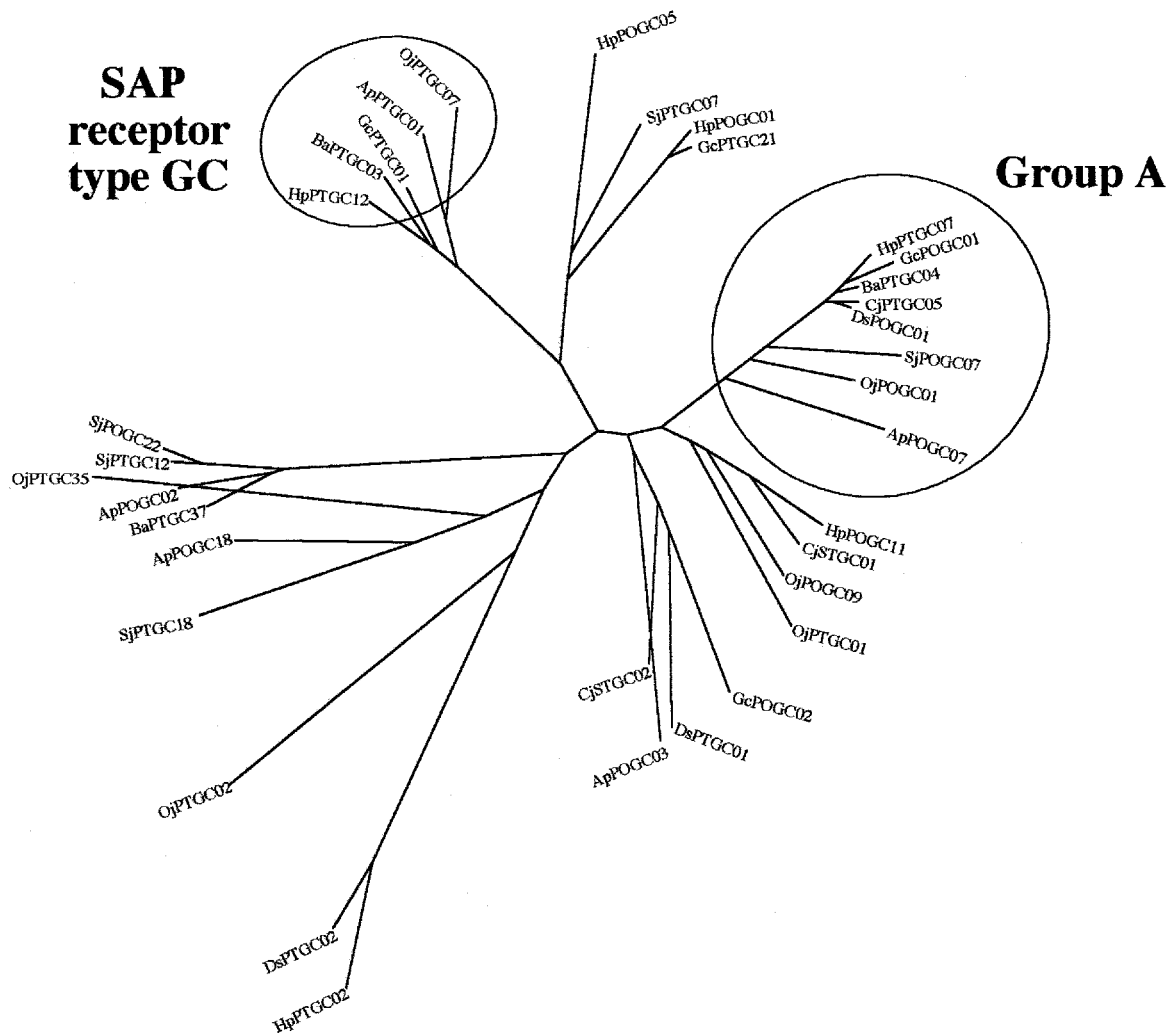 SAP
receptor
type GC
OjPTGC07
ApPTGC01
GcPTGC01
BaPTGC03
HpPTGC12
HpPOGC05
SjPTGC07
HpPOGC01
GcPTGC21
Group A
HpPTGC07
GcPOGC01
BaPTGC04
CjPTGC05
DsPOGC01
SjPOGC07
OjPOGC01
ApPOGC07
SjPOGC22
SjPTGC12
OjPTGC35
ApPOGC02
BaPTGC37
ApPOGC18
SjPTGC18
HpPOGC11
CjSTGC01
OjPOGC09
OjPTGC01
CjSTGC02
GcPOGC02
DsPTGC01
ApPOGC03
OjPTGC02
DsPTGC02
HpPTGC02